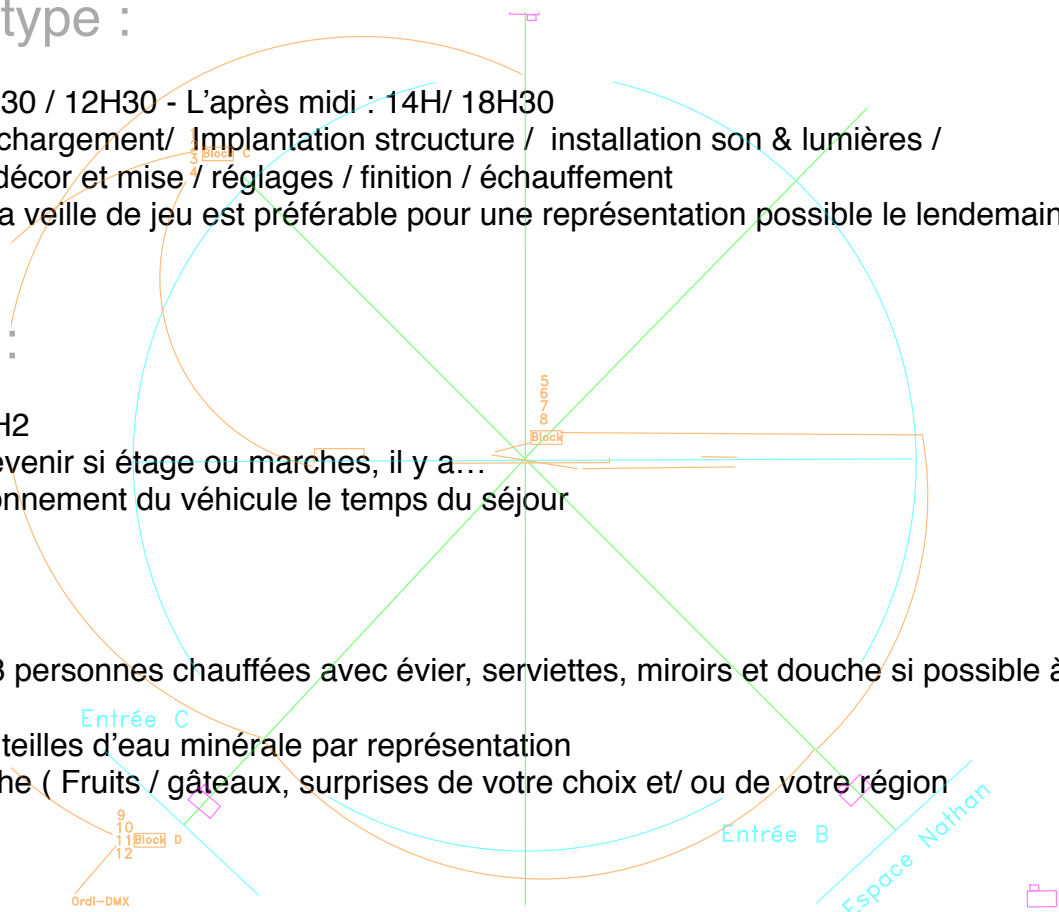 type :
30 / 12H30 - L'après midi : 14H/ 18H30
chargement/ Implantation strcucture / installation son & lumières /
Block C
3
4
décor et mise / réglages / finition / échauffement
a veille de jeu est préférable pour une représentation possible le lendemain
:
5
6
7
8
Block
H2
evenir si étage ou marches, il y a…
onnement du véhicule le temps du séjour
3 personnes chauffées avec évier, serviettes, miroirs et douche si possible à
Entrée C
teilles d'eau minérale par représentation
he ( Fruits / gâteaux, surprises de votre choix et/ ou de votre région
9
10
11 Block D
12
Entrée B
Espace Nathan
Ordi-DMX